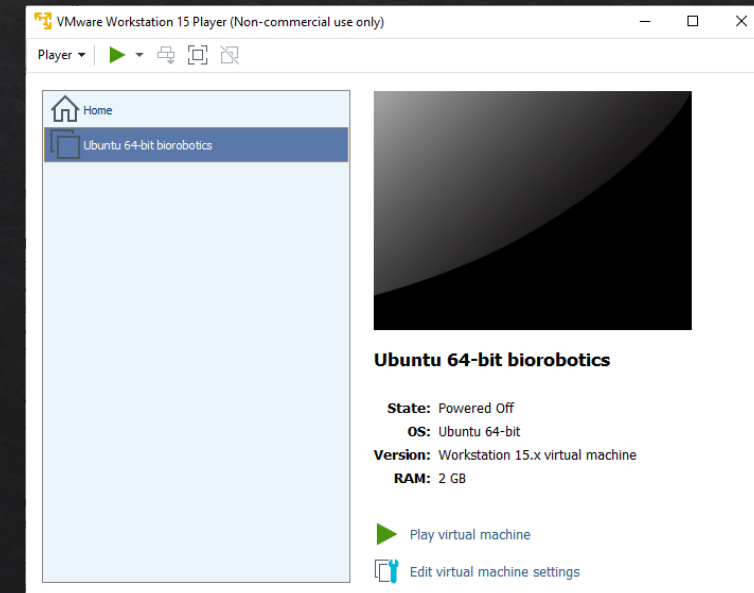 VMware Workstation 15 Player (Non-commercial use only)
Player
Home
Ubuntu 64-bit biorobotics
Ubuntu 64-bit biorobotics
State: Powered Off
OS: Ubuntu 64-bit
Version: Workstation 15.x virtual machine
RAM: 2 GB
Play virtual machine
Edit virtual machine settings